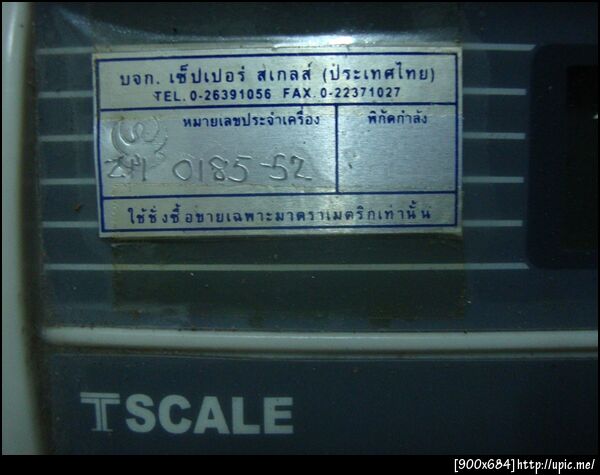 บจก. เซ็ปเปอร์ สเกลส์ (ประเทศไทย)
TEL. 0-26391056 FAX. 0-22371027
หมายเลขประจำเครื่อง
พิกัดกำลัง
0185-52
ใช้ชั่งซื้อขายเฉพาะมาตราเมตริกเท่านั้น
TSCALE
[900x684]http://upic.me/